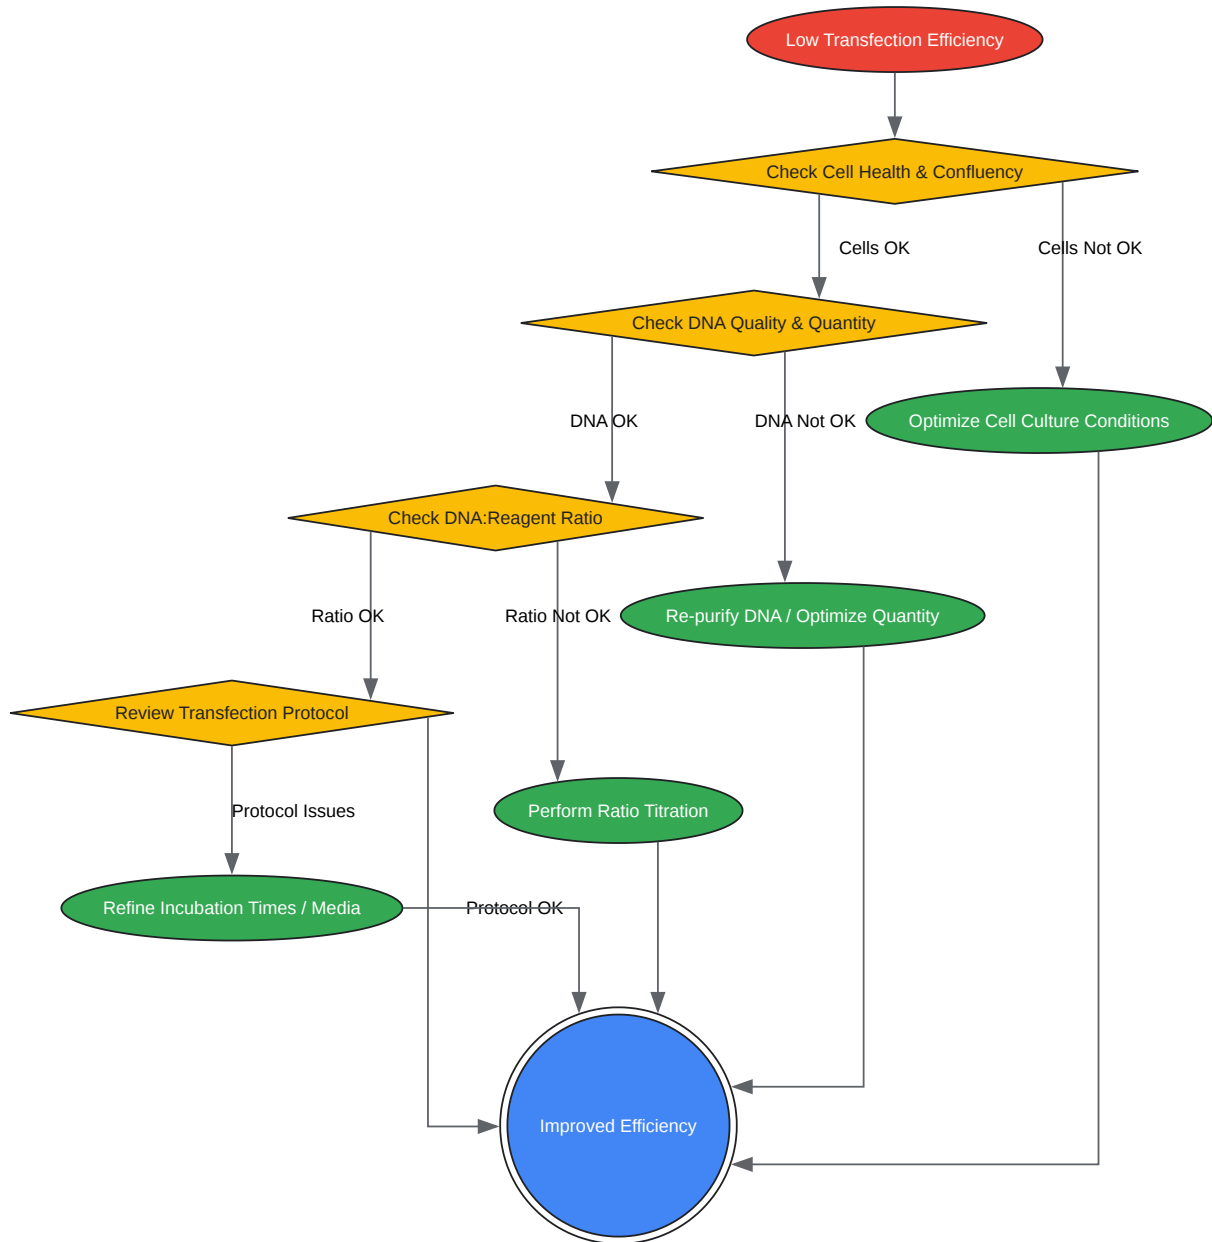 Low Transfection Efficiency
Check Cell Health & Confluency
Cells OK
Cells Not OK
Check DNA Quality & Quantity
DNA OK
DNA Not OK
Optimize Cell Culture Conditions
Check DNA:Reagent Ratio
Ratio OK
Ratio Not OK
Re-purify DNA / Optimize Quantity
Review Transfection Protocol
Protocol Issues
Perform Ratio Titration
Refine Incubation Times / Media
Protocol OK
Improved Efficiency